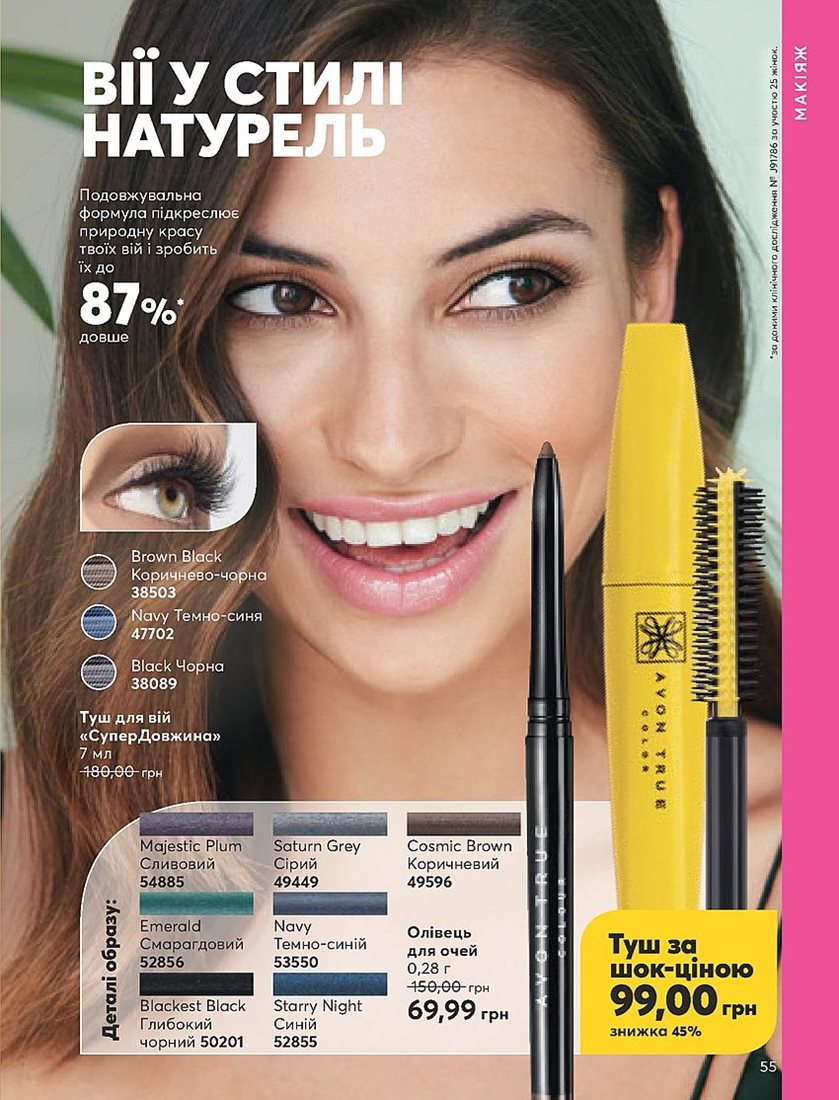 МАКІЯЖ
ВІЇ У СТИЛІ
НАТУРЕЛЬ
Подовжувальна
формула підкреслює
природну красу
твоїх вій і зробить
їх до
87%*
довше
*за даними клінічного дослідження № J91786 за участю 25 жінок.
Brown Black
Коричнево-чорна
38503
Navy Темно-синя
47702
Black Чорна
38089
Туш для вій
«СуперДовжина»
7 мл
180,00 грн
Деталі образу:
Majestic Plum
Сливовий
54885
Saturn Grey
Сірий
49449
Cosmic Brown
Коричневий
49596
Emerald
Смарагдовий
52856
Navy
Темно-синій
53550
Blackest Black
Глибокий
чорний 50201
Starry Night
Синій
52855
Олівець
для очей
0,28 г
150,00 грн
69,99 грн
AVON TRUE
COLOUR
AVON TRUE
COLOR
Туш за
шок-ціною
99,00 грн
знижка 45%
55